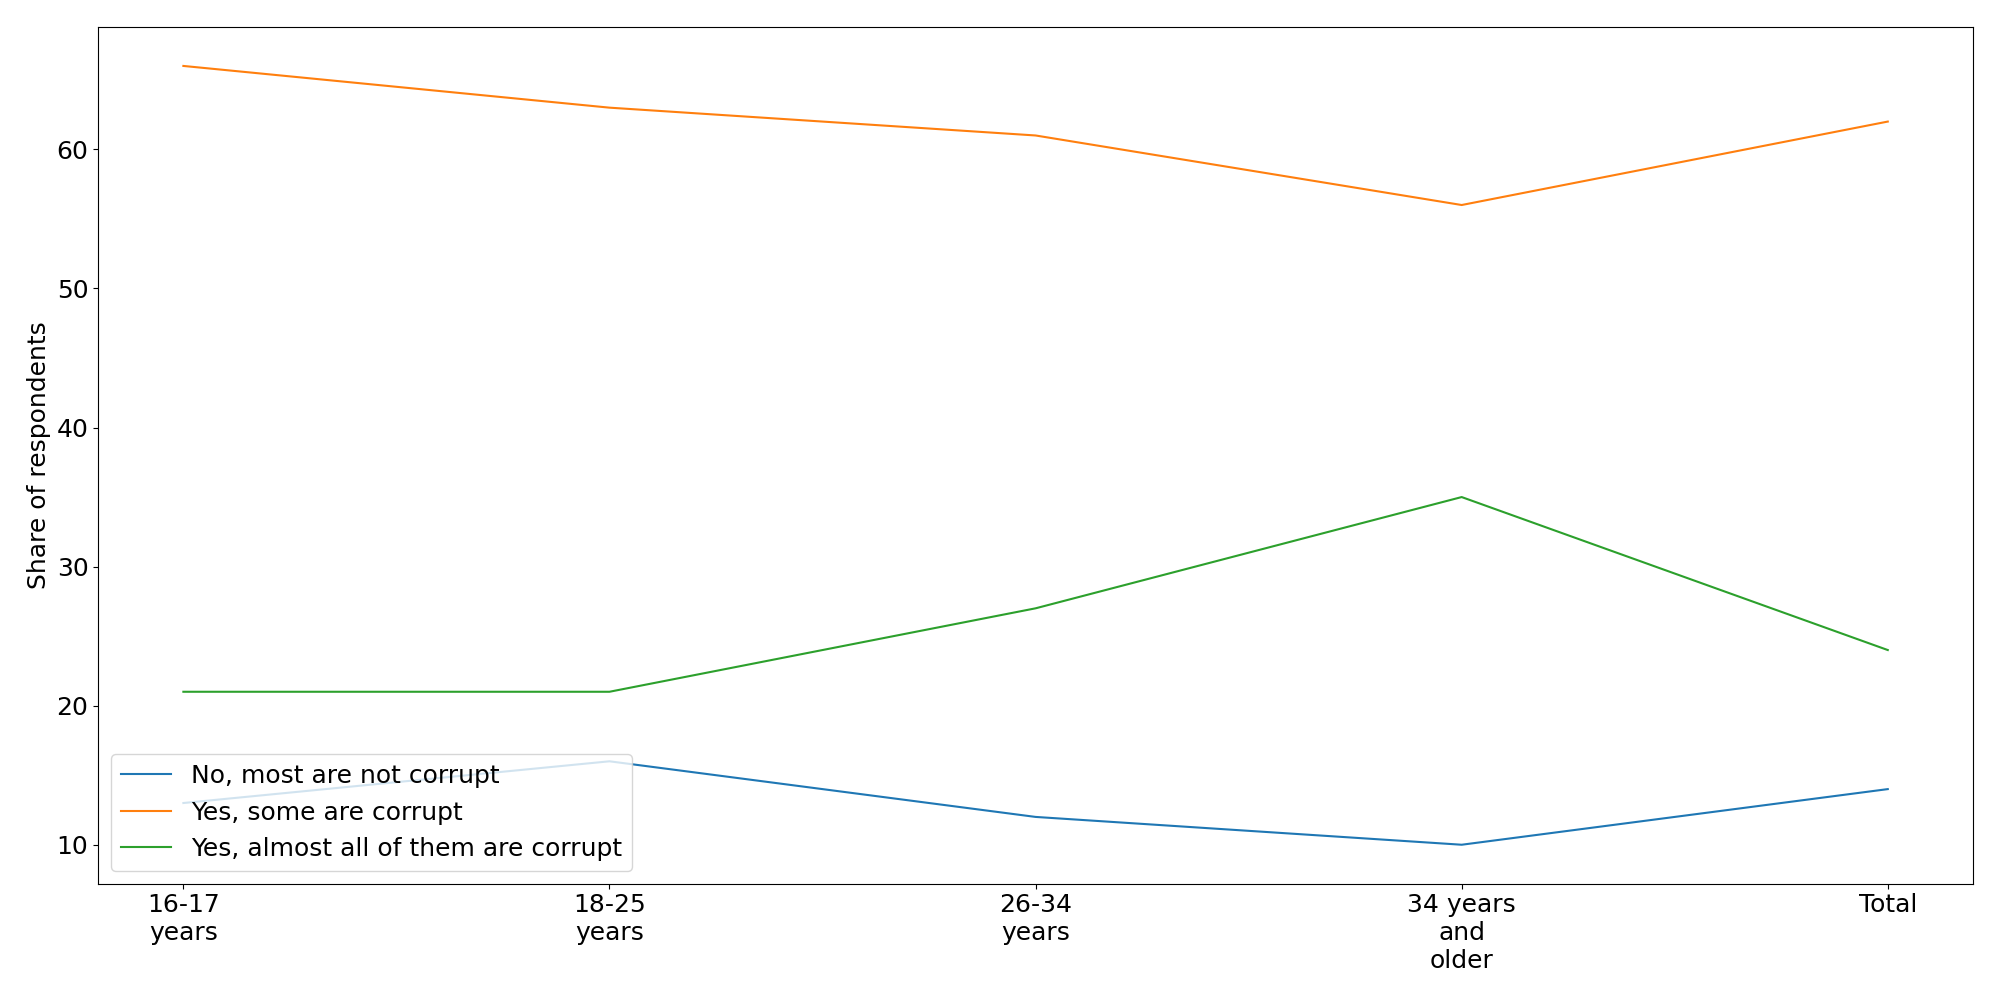 Share of respondents
60
50
40
30
20
10
No, most are not corrupt
Yes, some are corrupt
Yes, almost all of them are corrupt
16-17
years
18-25
years
26-34
years
34 years
and
older
Total